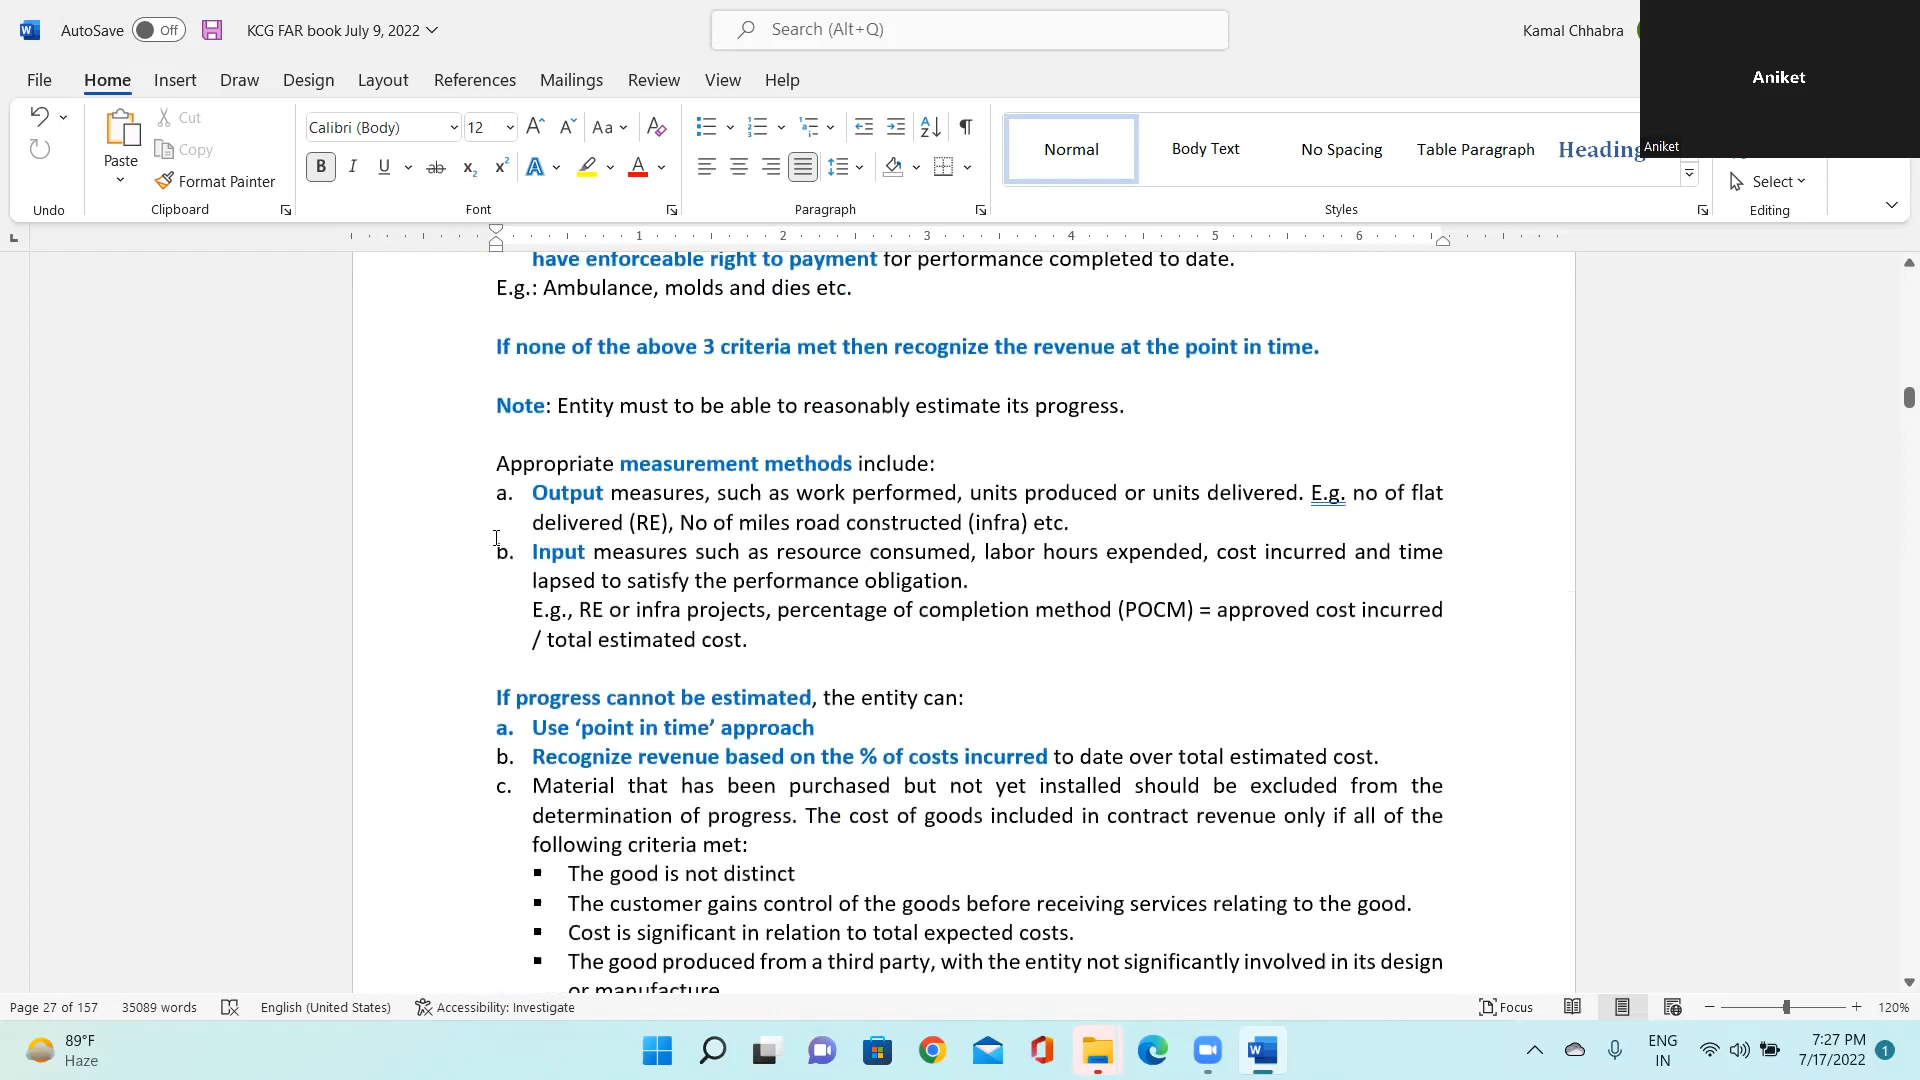 AutoSave Off KCG FAR book July 9, 2022 Search (Alt+Q) Kamal Chhabra
Aniket
File Home Insert Draw Design Layout References Mailings Review View Help
Aniket
Paste Cut Copy Format Painter
Calibri (Body) 12 Aa
B I U ab x₂ x² A A
Normal Body Text No Spacing Table Paragraph Heading
Select
Undo Clipboard Font Paragraph Styles Editing
1 2 3 4 5 6
have enforceable right to payment for performance completed to date.
E.g.: Ambulance, molds and dies etc.
If none of the above 3 criteria met then recognize the revenue at the point in time.
Note: Entity must to be able to reasonably estimate its progress.
Appropriate measurement methods include:
a. Output measures, such as work performed, units produced or units delivered. E.g. no of flat
delivered (RE), No of miles road constructed (infra) etc.
b. Input measures such as resource consumed, labor hours expended, cost incurred and time
lapsed to satisfy the performance obligation.
E.g., RE or infra projects, percentage of completion method (POCM) = approved cost incurred
/ total estimated cost.
If progress cannot be estimated, the entity can:
a. Use ‘point in time’ approach
b. Recognize revenue based on the % of costs incurred to date over total estimated cost.
c. Material that has been purchased but not yet installed should be excluded from the
determination of progress. The cost of goods included in contract revenue only if all of the
following criteria met:
▪ The good is not distinct
▪ The customer gains control of the goods before receiving services relating to the good.
▪ Cost is significant in relation to total expected costs.
▪ The good produced from a third party, with the entity not significantly involved in its design
or manufacture
Page 27 of 157 35089 words English (United States) Accessibility: Investigate Focus 120%
89°F
Haze
ENG
IN
7:27 PM
7/17/2022
1